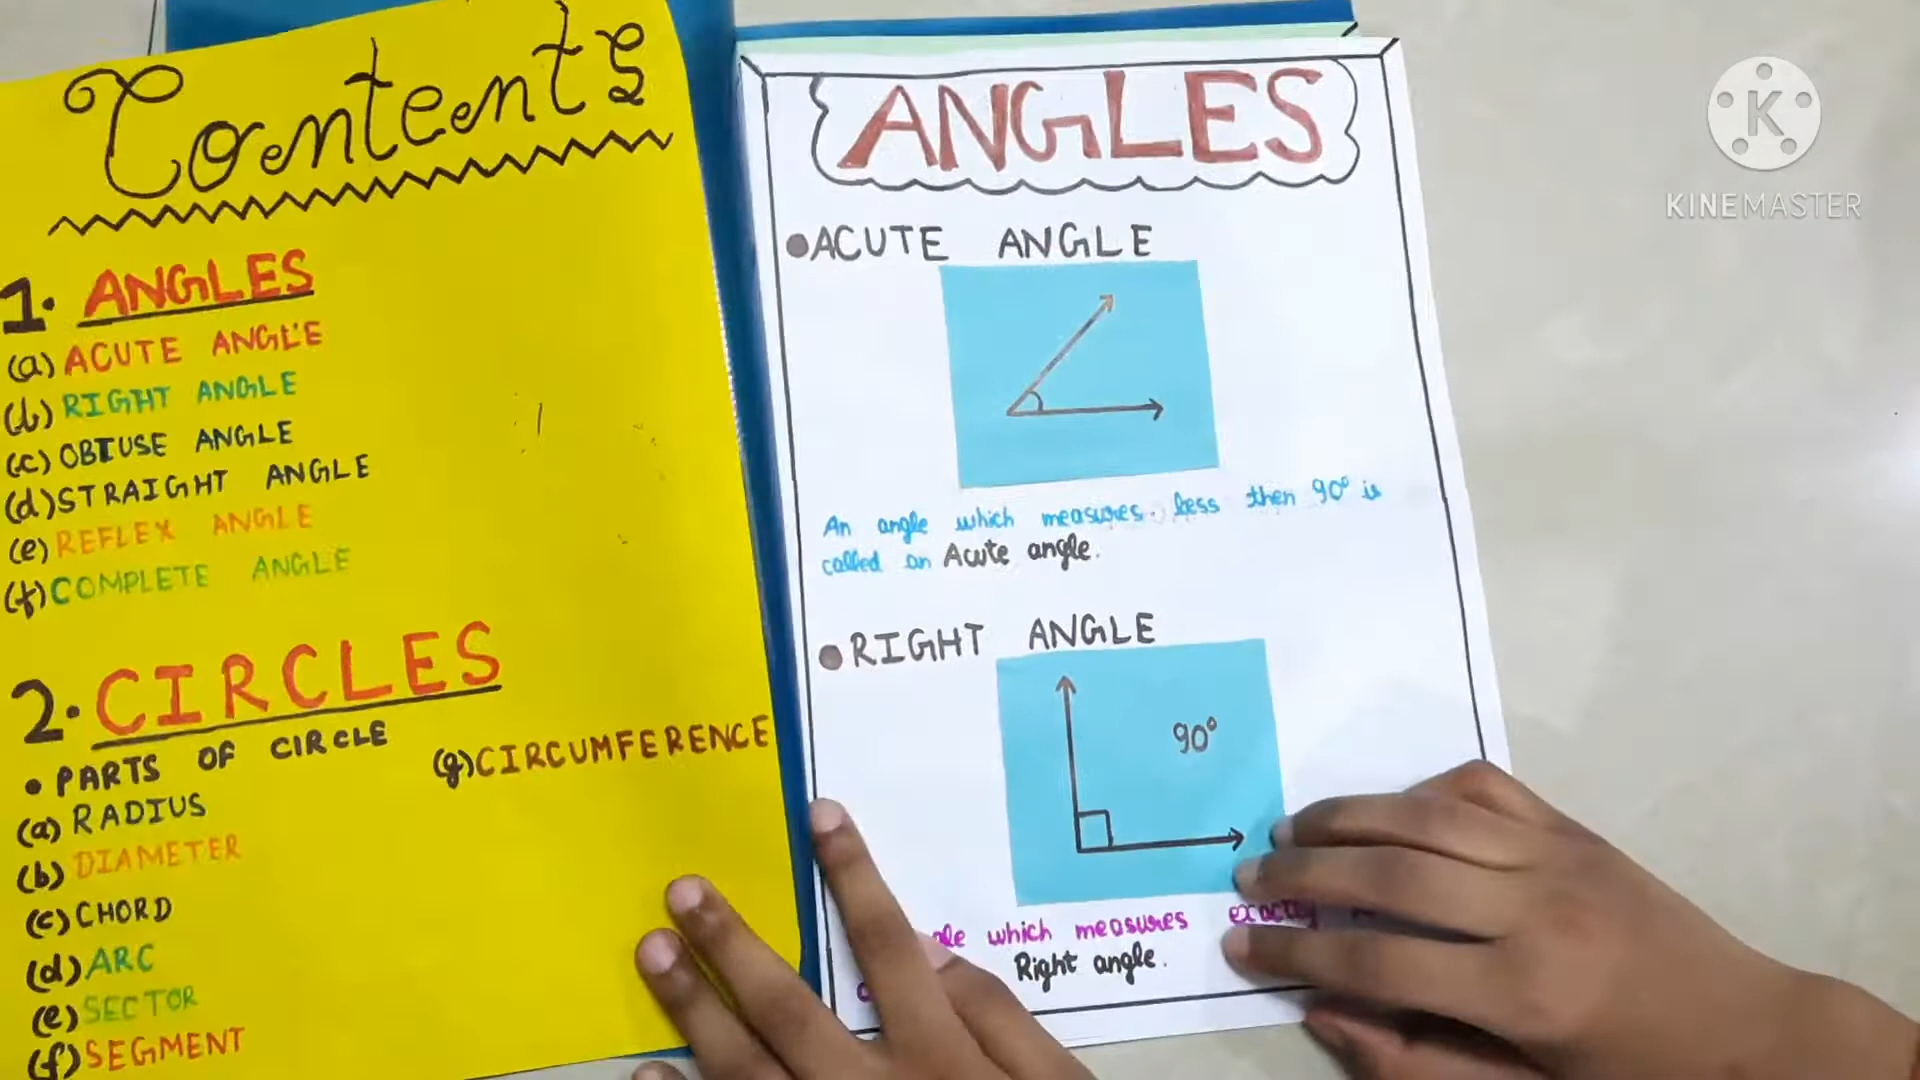 Contents
1. ANGLES
(a) ACUTE ANGLE
(b) RIGHT ANGLE
(c) OBTUSE ANGLE
(d) STRAIGHT ANGLE
(e) REFLEX ANGLE
(f) COMPLETE ANGLE
2. CIRCLES
• PARTS OF CIRCLE
(a) RADIUS
(b) DIAMETER
(c) CHORD
(d) ARC
(e) SECTOR
(f) SEGMENT
(g) CIRCUMFERENCE
ANGLES
• ACUTE ANGLE
An angle which measures less then 90° is
called an Acute angle.
• RIGHT ANGLE
90°
which measures exactly
Right angle.
K
KINEMASTER